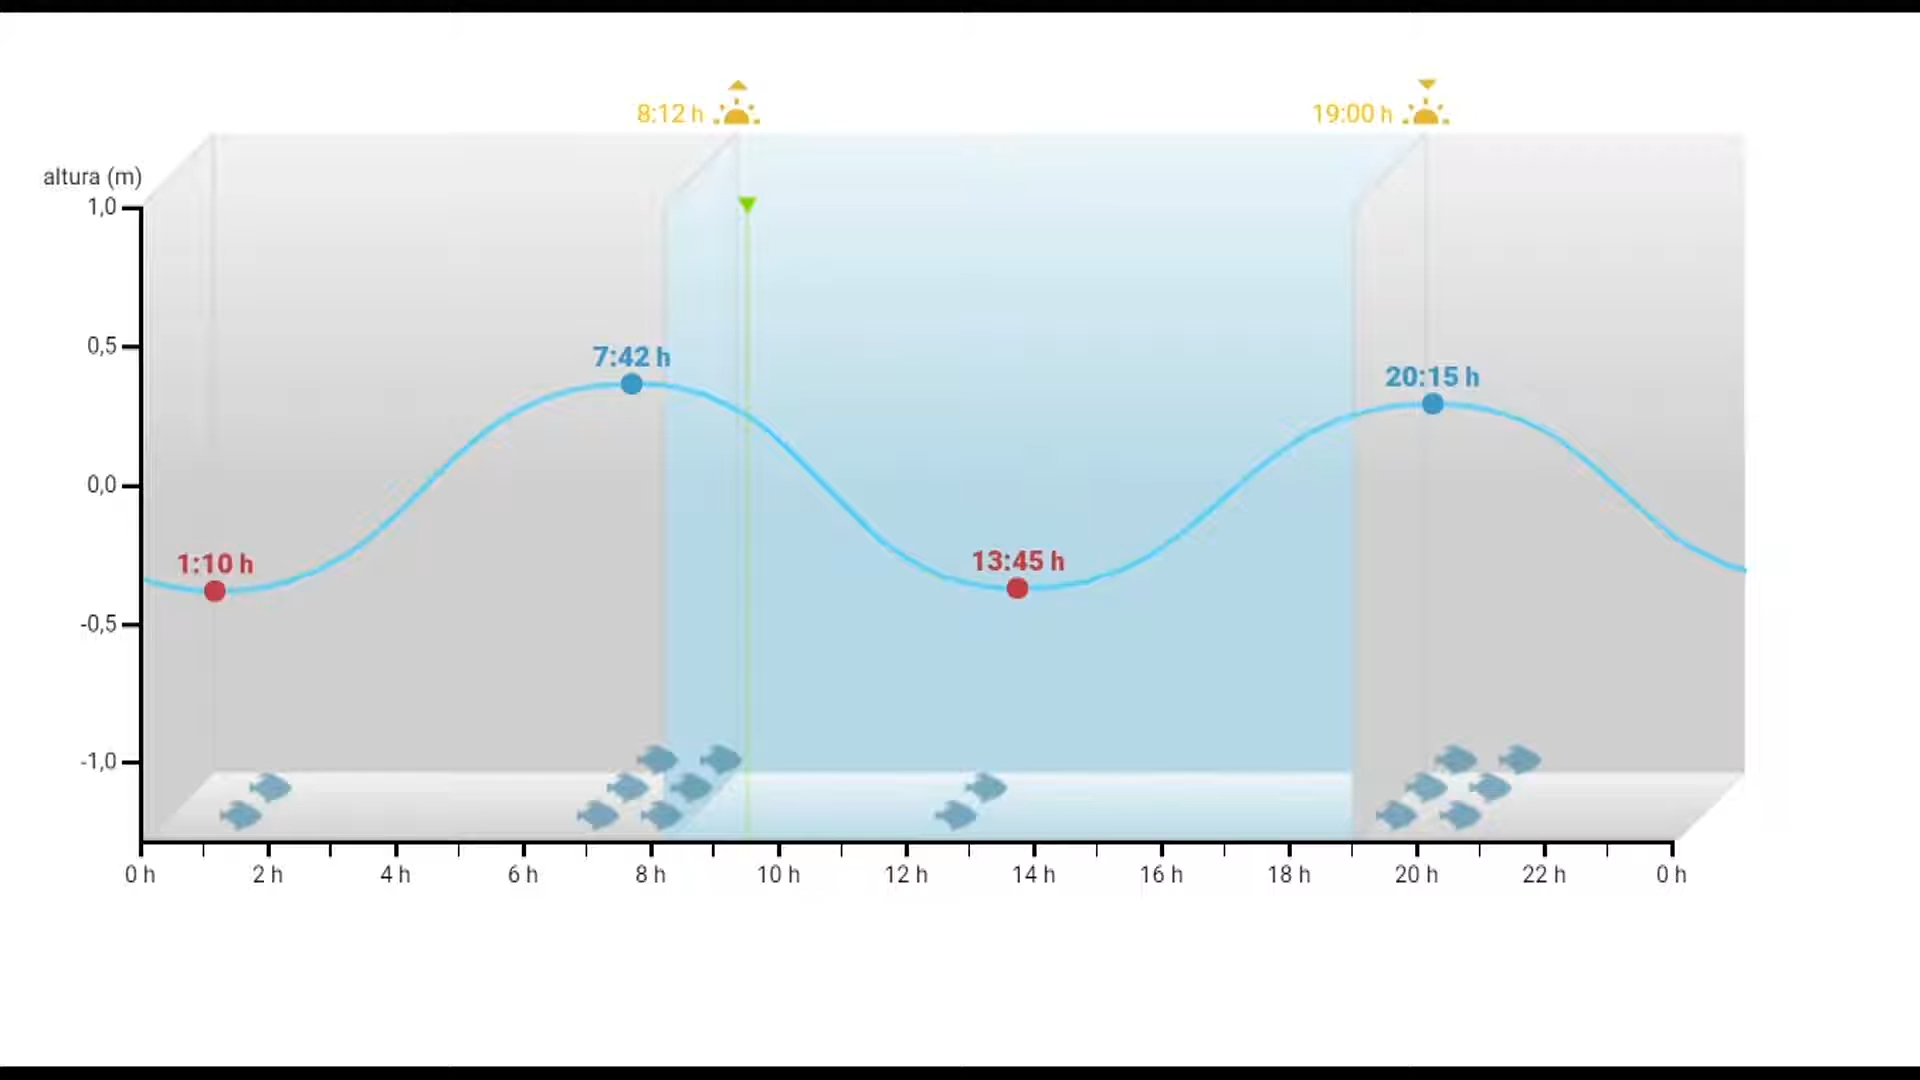 8:12 h
19:00 h
altura (m)
1,0
0,5
7:42 h
20:15 h
0,0
1:10 h
13:45 h
-0,5
-1,0
0 h 2 h 4 h 6 h 8 h 10 h 12 h 14 h 16 h 18 h 20 h 22 h 0 h